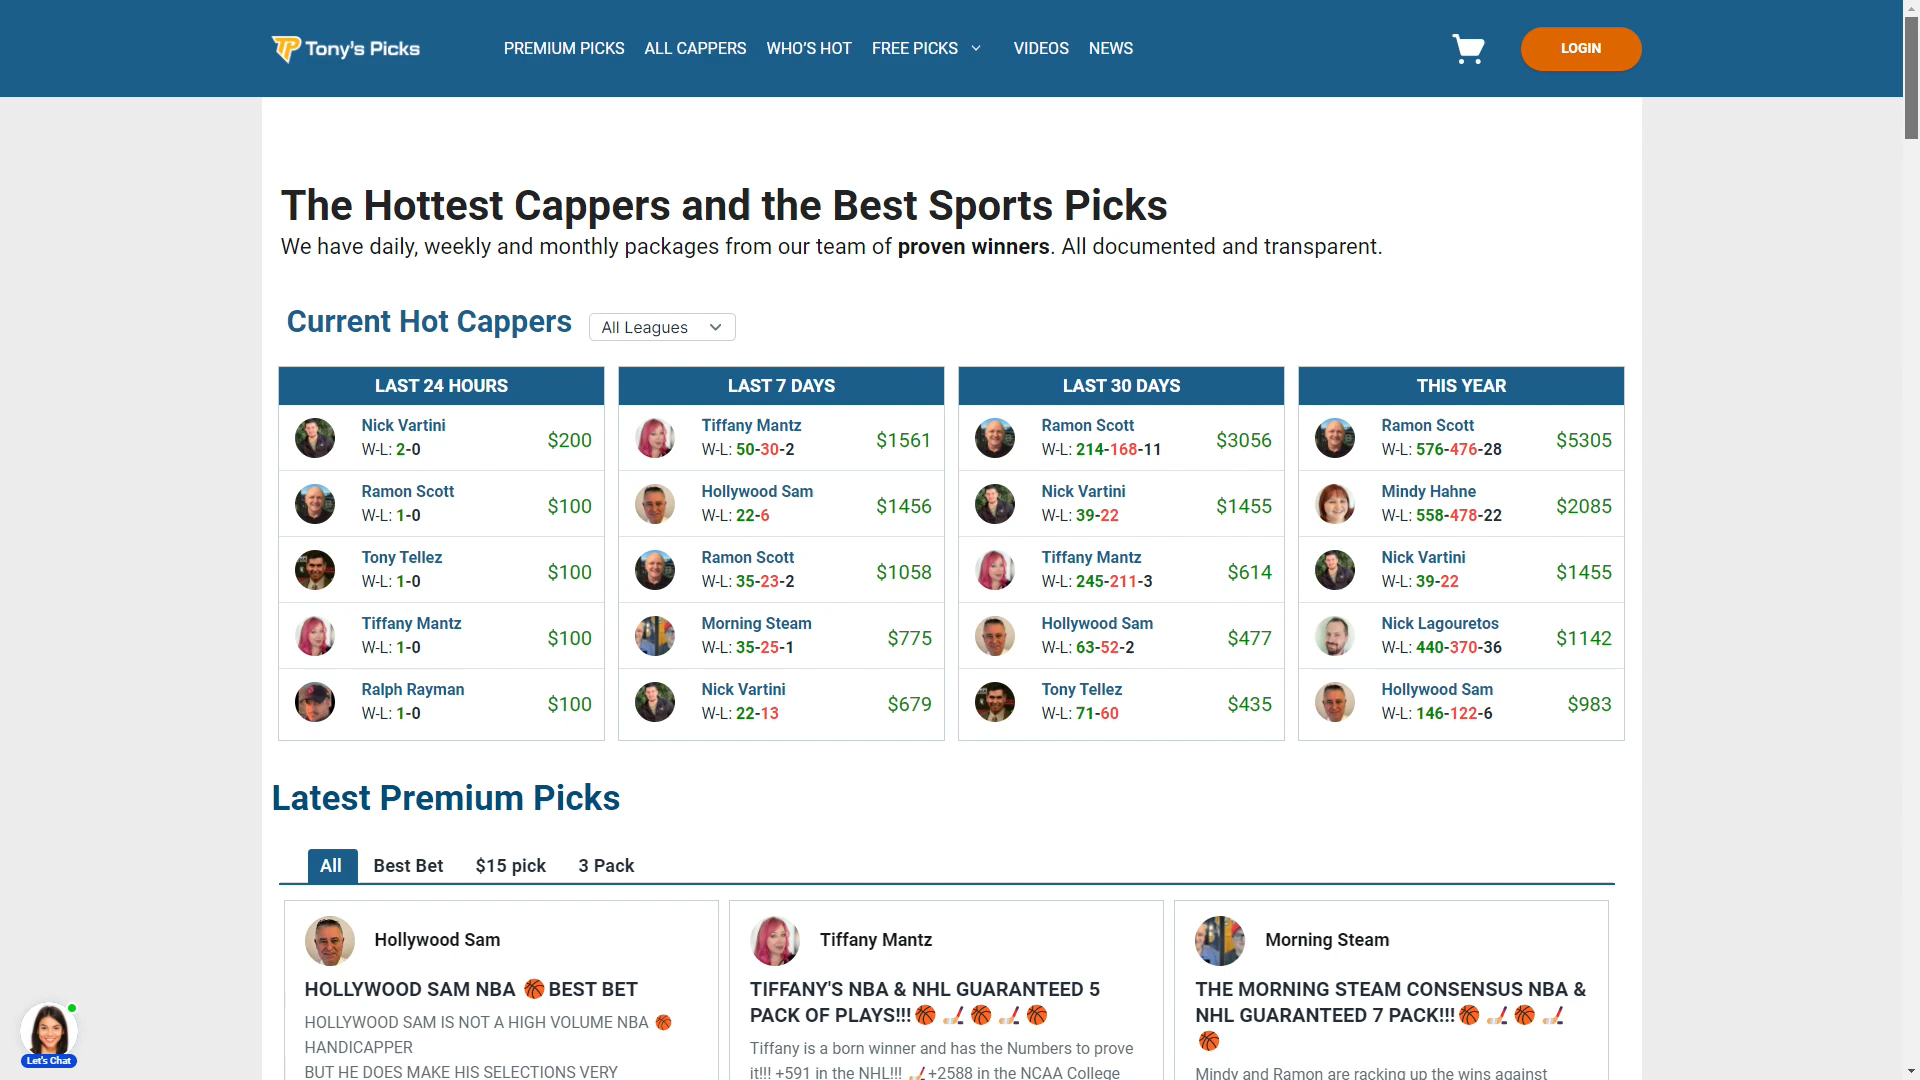 Tony's Picks
PREMIUM PICKS
ALL CAPPERS
WHO'S HOT
FREE PICKS
VIDEOS
NEWS
LOGIN
The Hottest Cappers and the Best Sports Picks
We have daily, weekly and monthly packages from our team of proven winners. All documented and transparent.
Current Hot Cappers
All Leagues
LAST 24 HOURS
Nick Vartini
W-L: 2-0
$200
Ramon Scott
W-L: 1-0
$100
Tony Tellez
W-L: 1-0
$100
Tiffany Mantz
W-L: 1-0
$100
Ralph Rayman
W-L: 1-0
$100
LAST 7 DAYS
Tiffany Mantz
W-L: 50-30-2
$1561
Hollywood Sam
W-L: 22-6
$1456
Ramon Scott
W-L: 35-23-2
$1058
Morning Steam
W-L: 35-25-1
$775
Nick Vartini
W-L: 22-13
$679
LAST 30 DAYS
Ramon Scott
W-L: 214-168-11
$3056
Nick Vartini
W-L: 39-22
$1455
Tiffany Mantz
W-L: 245-211-3
$614
Hollywood Sam
W-L: 63-52-2
$477
Tony Tellez
W-L: 71-60
$435
THIS YEAR
Ramon Scott
W-L: 576-476-28
$5305
Mindy Hahne
W-L: 558-478-22
$2085
Nick Vartini
W-L: 39-22
$1455
Nick Lagouretos
W-L: 440-370-36
$1142
Hollywood Sam
W-L: 146-122-6
$983
Latest Premium Picks
All
Best Bet
$15 pick
3 Pack
Hollywood Sam
HOLLYWOOD SAM NBA 🏀 BEST BET
HOLLYWOOD SAM IS NOT A HIGH VOLUME NBA 🏀
HANDICAPPER
BUT HE DOES MAKE HIS SELECTIONS VERY
Tiffany Mantz
TIFFANY'S NBA & NHL GUARANTEED 5
PACK OF PLAYS!!!🏀 🏒 🏀 🏒 🏀
Tiffany is a born winner and has the Numbers to prove
it!!! +591 in the NHL!!! 🏒+2588 in the NCAA College
Morning Steam
THE MORNING STEAM CONSENSUS NBA &
NHL GUARANTEED 7 PACK!!!🏀 🏒 🏀 🏒
🏀
Mindy and Ramon are racking up the wins against
Let's Chat